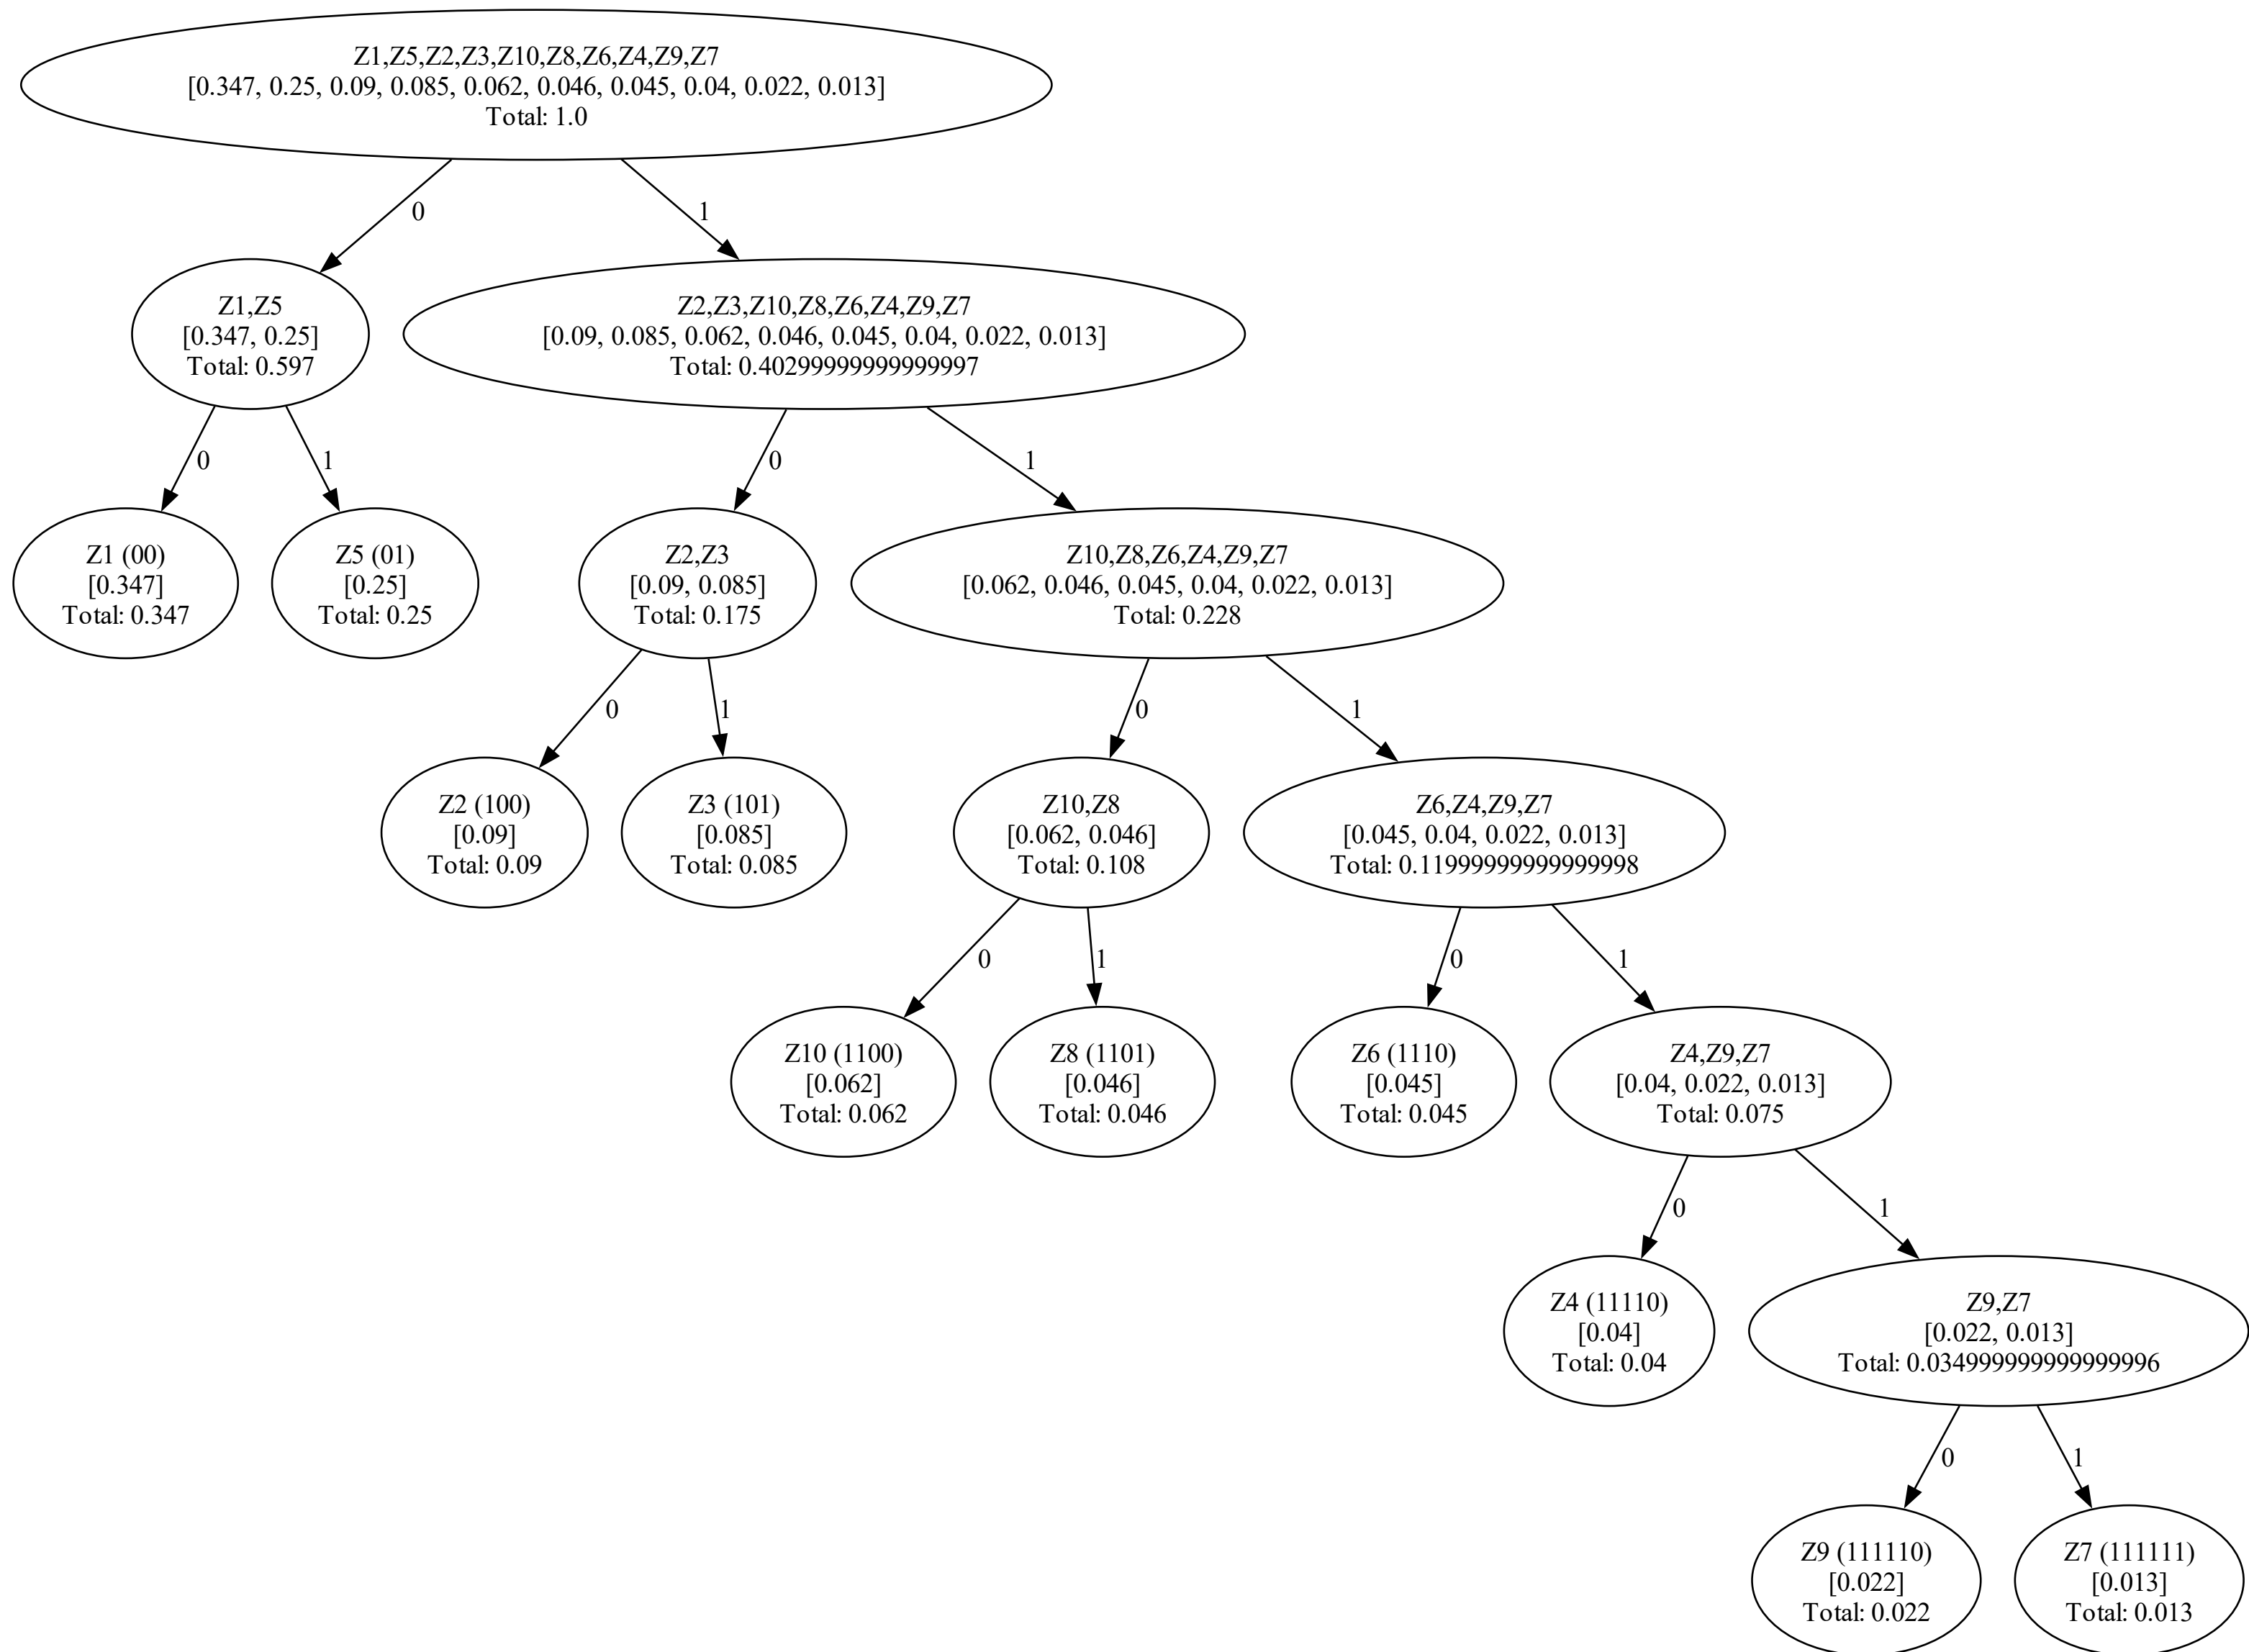 Z1,Z5,Z2,Z3,Z10,Z8,Z6,Z4,Z9,Z7
[0.347, 0.25, 0.09, 0.085, 0.062, 0.046, 0.045, 0.04, 0.022, 0.013]
Total: 1.0
0
1
Z1,Z5
[0.347, 0.25]
Total: 0.597
Z2,Z3,Z10,Z8,Z6,Z4,Z9,Z7
[0.09, 0.085, 0.062, 0.046, 0.045, 0.04, 0.022, 0.013]
Total: 0.40299999999999997
0
1
0
1
Z1 (00)
[0.347]
Total: 0.347
Z5 (01)
[0.25]
Total: 0.25
Z2,Z3
[0.09, 0.085]
Total: 0.175
Z10,Z8,Z6,Z4,Z9,Z7
[0.062, 0.046, 0.045, 0.04, 0.022, 0.013]
Total: 0.228
0
1
0
1
Z2 (100)
[0.09]
Total: 0.09
Z3 (101)
[0.085]
Total: 0.085
Z10,Z8
[0.062, 0.046]
Total: 0.108
Z6,Z4,Z9,Z7
[0.045, 0.04, 0.022, 0.013]
Total: 0.11999999999999998
0
1
0
1
Z10 (1100)
[0.062]
Total: 0.062
Z8 (1101)
[0.046]
Total: 0.046
Z6 (1110)
[0.045]
Total: 0.045
Z4,Z9,Z7
[0.04, 0.022, 0.013]
Total: 0.075
0
1
Z4 (11110)
[0.04]
Total: 0.04
Z9,Z7
[0.022, 0.013]
Total: 0.034999999999999996
0
1
Z9 (111110)
[0.022]
Total: 0.022
Z7 (111111)
[0.013]
Total: 0.013